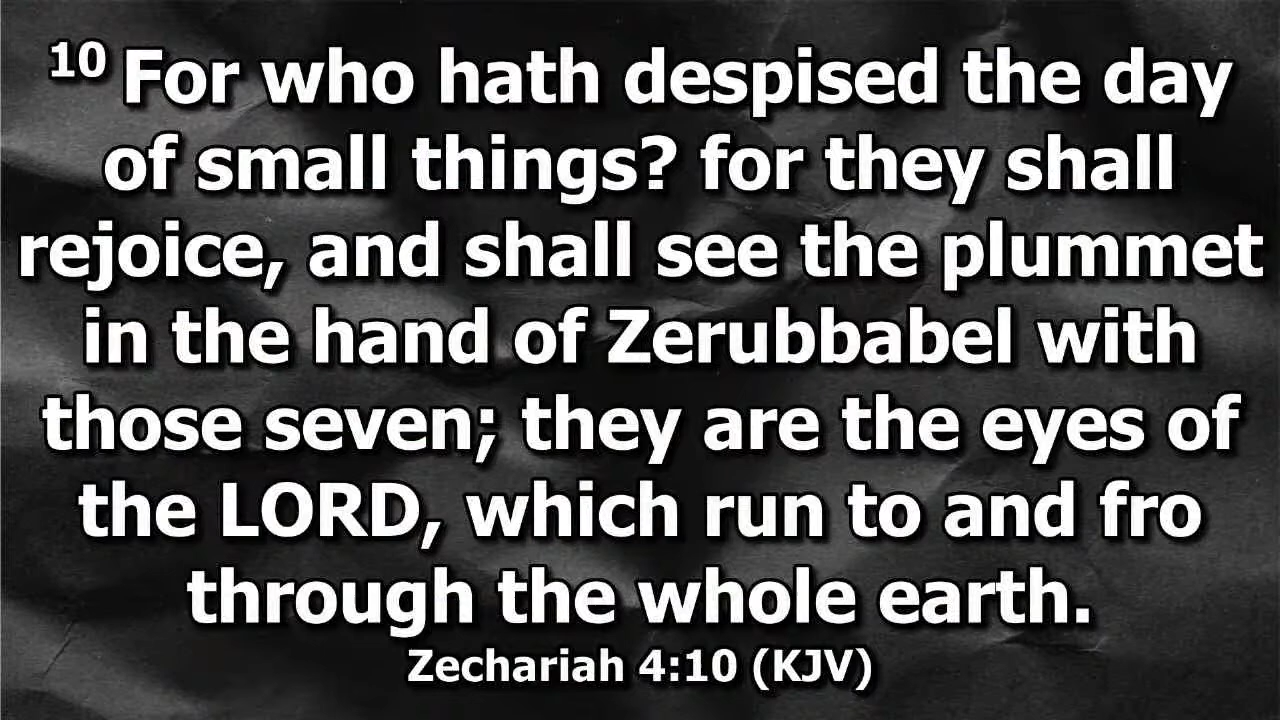 10 For who hath despised the day
of small things? for they shall
rejoice, and shall see the plummet
in the hand of Zerubbabel with
those seven; they are the eyes of
the LORD, which run to and fro
through the whole earth.
Zechariah 4:10 (KJV)